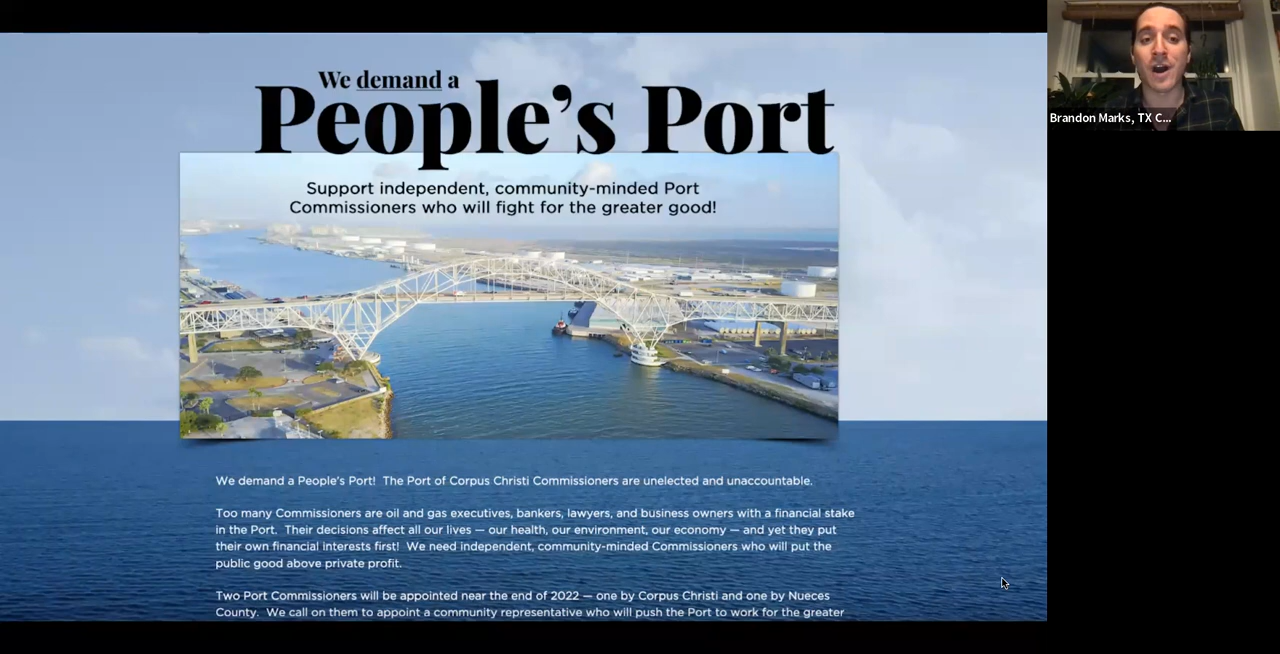 We demand a
People's Port
Support independent, community-minded Port
Commissioners who will fight for the greater good!
We demand a People's Port! The Port of Corpus Christi Commissioners are unelected and unaccountable.
Too many Commissioners are oil and gas executives, bankers, lawyers, and business owners with a financial stake
in the Port. Their decisions affect all our lives — our health, our environment, our economy — and yet they put
their own financial interests first! We need independent, community-minded Commissioners who will put the
public good above private profit.
Two Port Commissioners will be appointed near the end of 2022 — one by Corpus Christi and one by Nueces
County. We call on them to appoint a community representative who will push the Port to work for the greater
Brandon Marks, TX C...